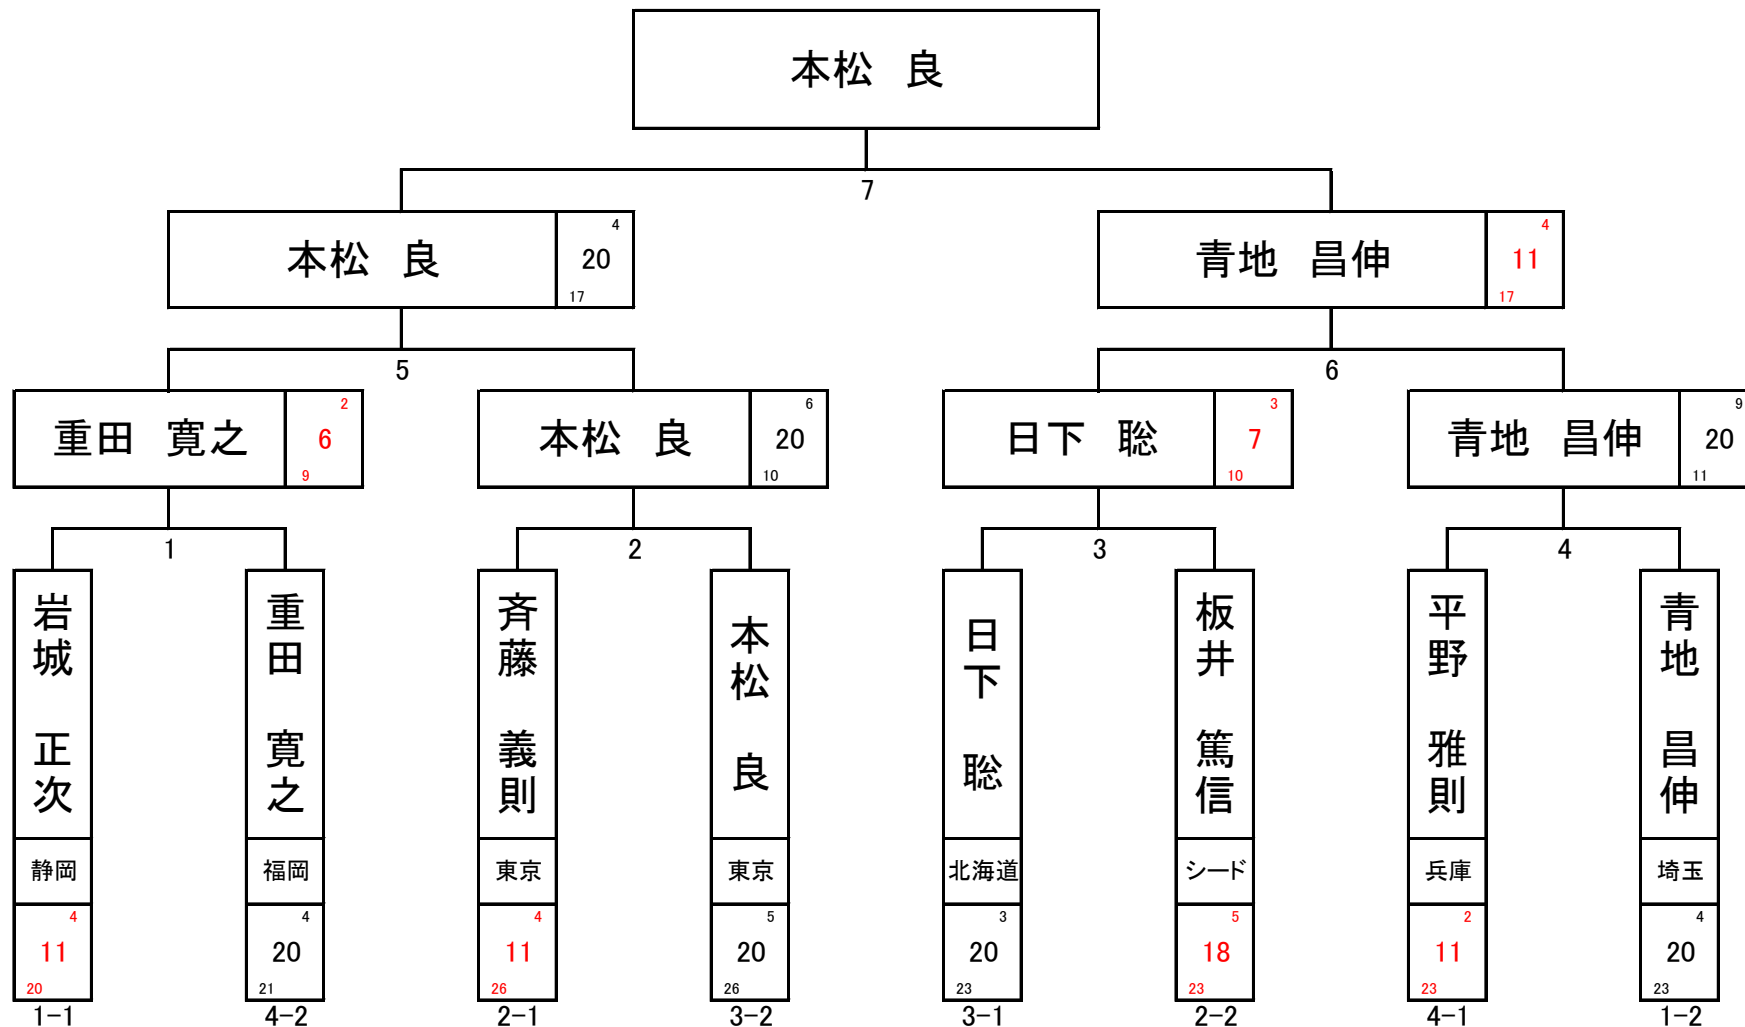 本松　良
7
4
本松　良 20
17
4
青地　昌伸 11
17
5
6
2
重田　寛之 6
9
6
本松　良 20
10
3
日下　聡 7
10
9
青地　昌伸 20
11
1
2
3
4
岩城　正次
静岡
4
11
20
1-1
重田　寛之
福岡
4
20
21
4-2
斉藤　義則
東京
4
11
26
2-1
本松　良
東京
5
20
26
3-2
日下　聡
北海道
3
20
23
3-1
板井　篤信
シード
5
18
23
2-2
平野　雅則
兵庫
2
11
23
4-1
青地　昌伸
埼玉
4
20
23
1-2